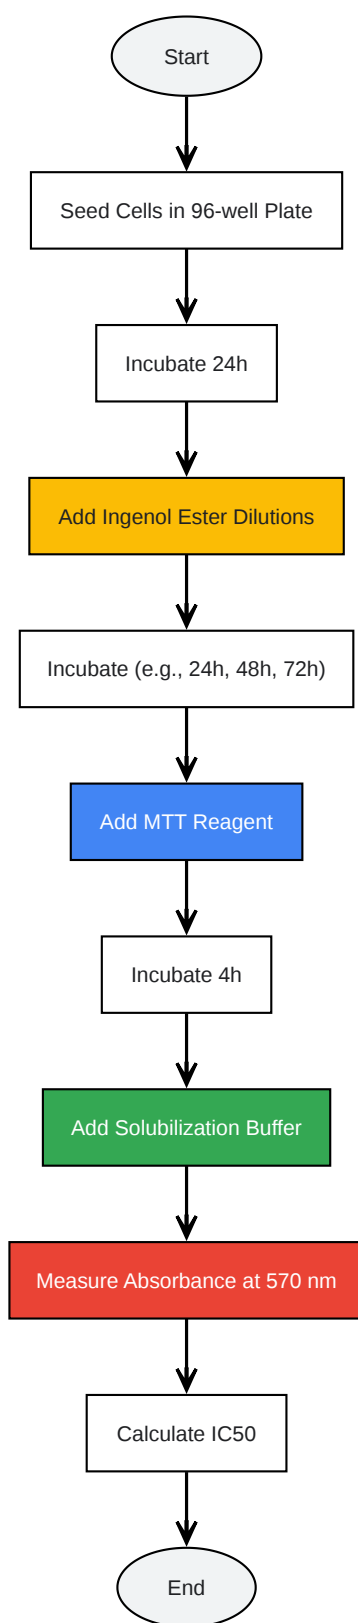 Start
Seed Cells in 96-well Plate
Incubate 24h
Add Ingenol Ester Dilutions
Incubate (e.g., 24h, 48h, 72h)
Add MTT Reagent
Incubate 4h
Add Solubilization Buffer
Measure Absorbance at 570 nm
Calculate IC50
End